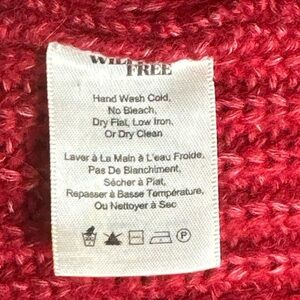 WILD
FREE
Hand Wash Cold,
No Bleach,
Dry Flat, Low Iron,
Or Dry Clean
Laver à La Main à L'eau Froide,
Pas De Blanchiment,
Sécher à Plat,
Repasser à Basse Température,
Ou Nettoyer à Sec
P